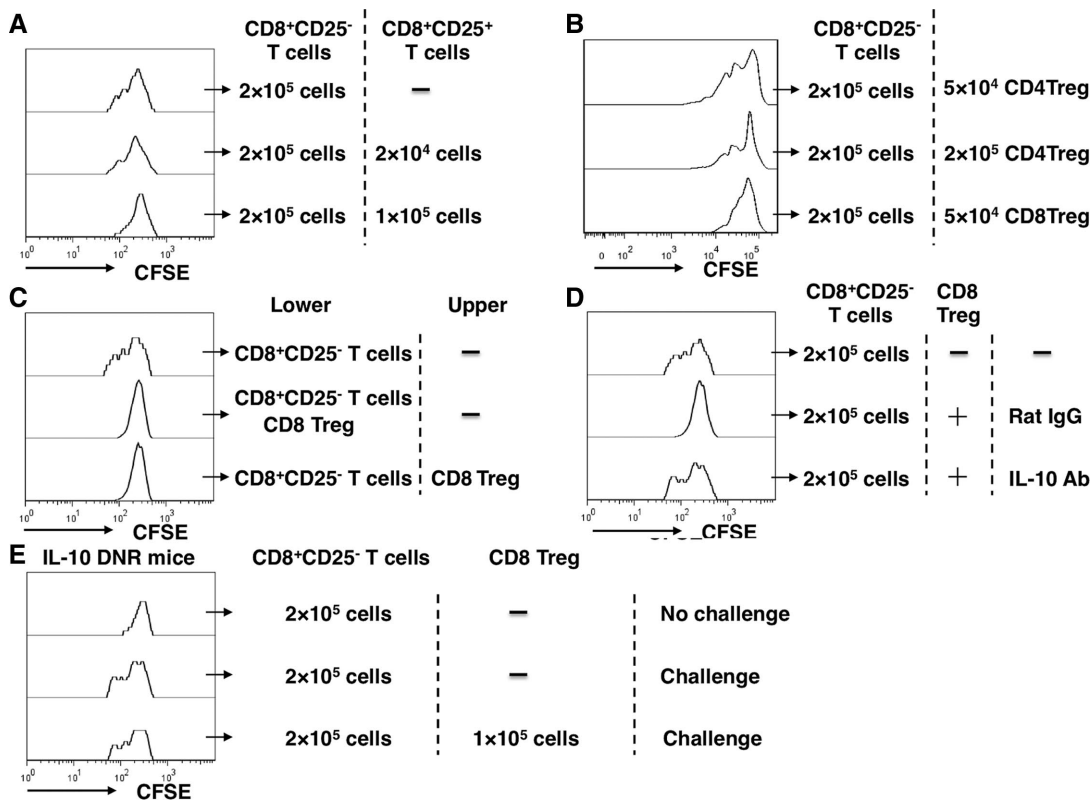 A
CD8⁺CD25⁻ T cells
CD8⁺CD25⁺ T cells
2×10⁵ cells –
2×10⁵ cells 2×10⁴ cells
2×10⁵ cells 1×10⁵ cells
10⁰ 10¹ 10² 10³
CFSE
B
CD8⁺CD25⁻ T cells
2×10⁵ cells 5×10⁴ CD4Treg
2×10⁵ cells 2×10⁵ CD4Treg
2×10⁵ cells 5×10⁴ CD8Treg
0 10² 10³ 10⁴ 10⁵
CFSE
C
Lower Upper
CD8⁺CD25⁻ T cells –
CD8⁺CD25⁻ T cells
CD8 Treg –
CD8⁺CD25⁻ T cells CD8 Treg
10⁰ 10¹ 10² 10³
CFSE
D
CD8⁺CD25⁻ T cells
CD8 Treg
2×10⁵ cells – –
2×10⁵ cells + Rat IgG
2×10⁵ cells + IL-10 Ab
10⁰ 10¹ 10² 10³
CFSE
E
IL-10 DNR mice CD8⁺CD25⁻ T cells CD8 Treg
2×10⁵ cells – No challenge
2×10⁵ cells – Challenge
2×10⁵ cells 1×10⁵ cells Challenge
10⁰ 10¹ 10² 10³
CFSE